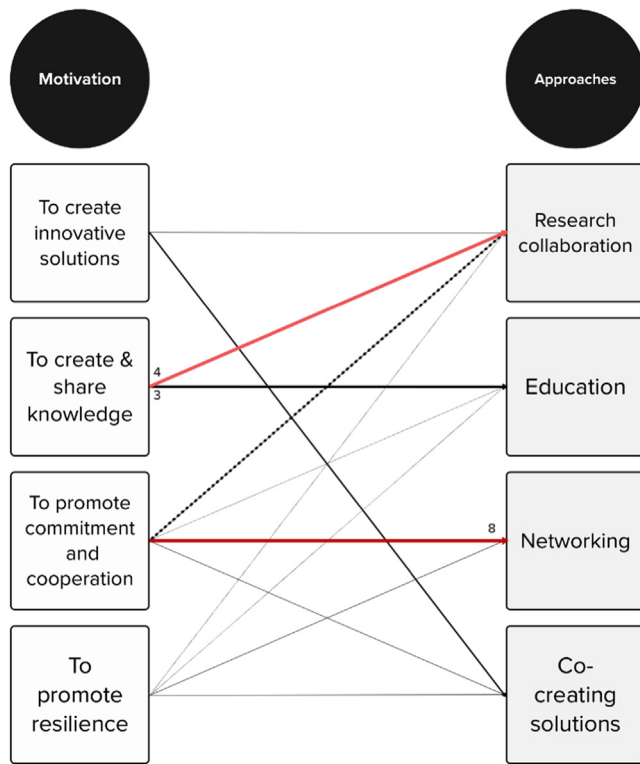 Motivation
Approaches
To create
innovative
solutions
Research
collaboration
To create &
share
knowledge
4
3
Education
To promote
commitment
and
cooperation
8
Networking
To
promote
resilience
Co-
creating
solutions